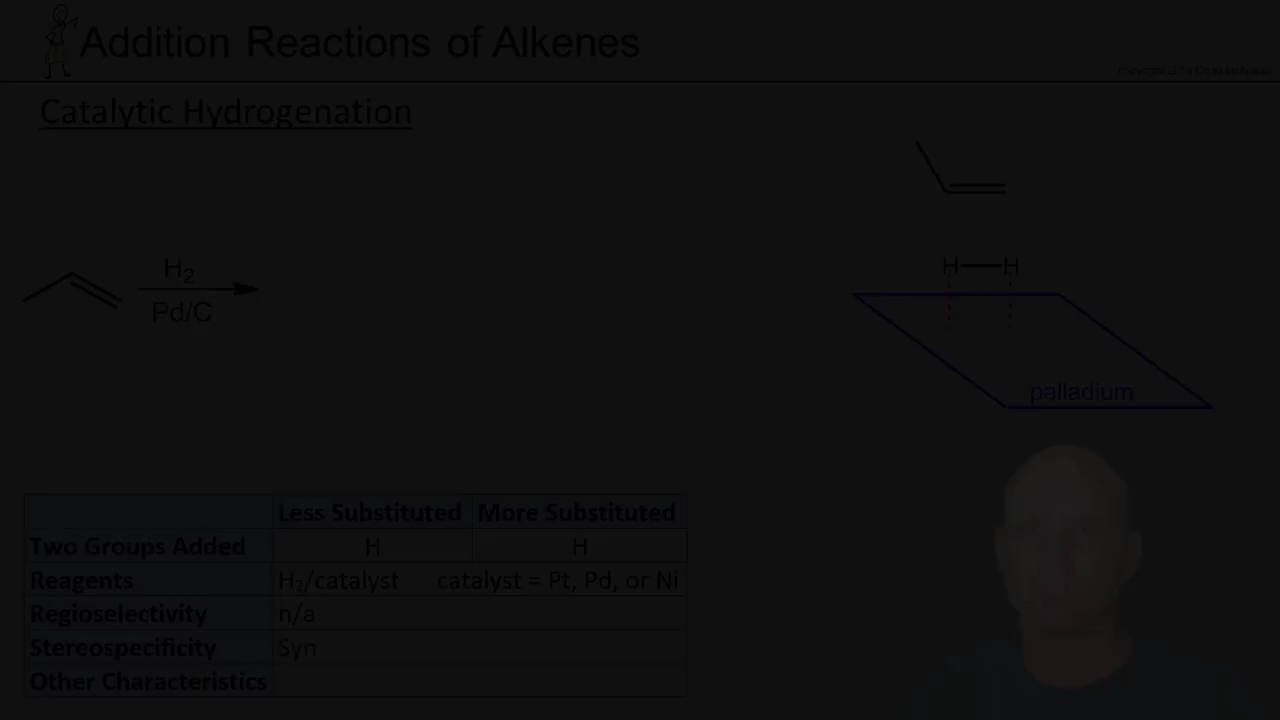 Addition Reactions of Alkenes
Catalytic Hydrogenation
H₂
Pd/C
H H
palladium
Less Substituted More Substituted
Two Groups Added H H
Reagents H₂/catalyst catalyst = Pt, Pd, or Ni
Regioselectivity n/a
Stereospecificity Syn
Other Characteristics